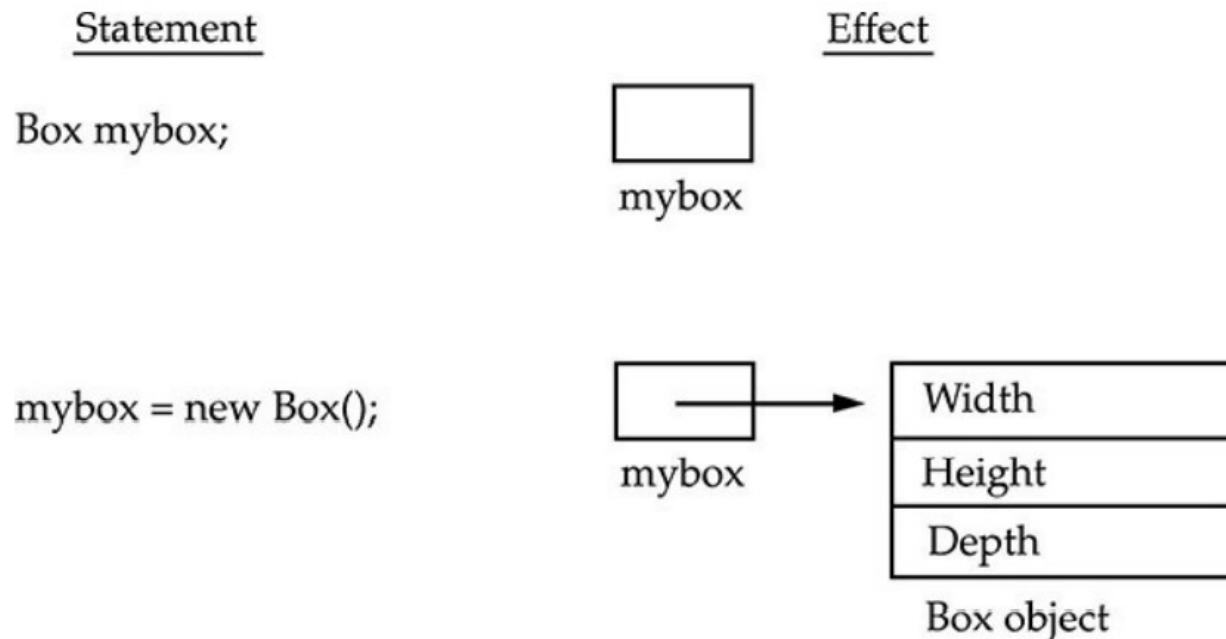 Statement
Effect
Box mybox;
mybox
mybox = new Box();
mybox
Width
Height
Depth
Box object